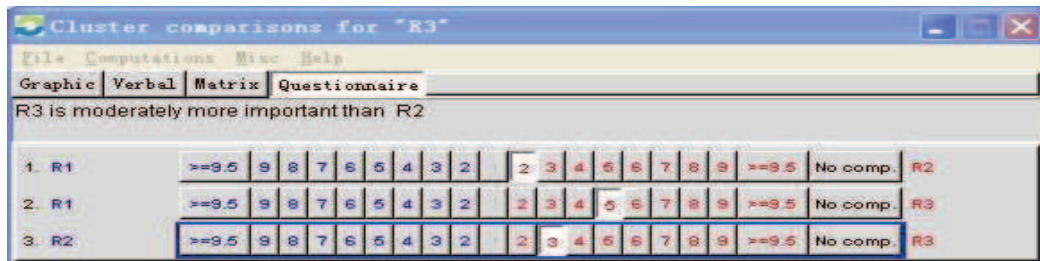 Cluster comparisons for "R3"
File Computations Misc Help
Graphic Verbal Matrix Questionnaire
R3 is moderately more important than R2
1. R1 >=9.5 9 8 7 6 5 4 3 2 2 3 4 5 6 7 8 9 >=9.5 No comp. R2
2. R1 >=9.5 9 8 7 6 5 4 3 2 2 3 4 5 6 7 8 9 >=9.5 No comp. R3
3. R2 >=9.5 9 8 7 6 5 4 3 2 2 3 4 5 6 7 8 9 >=9.5 No comp. R3